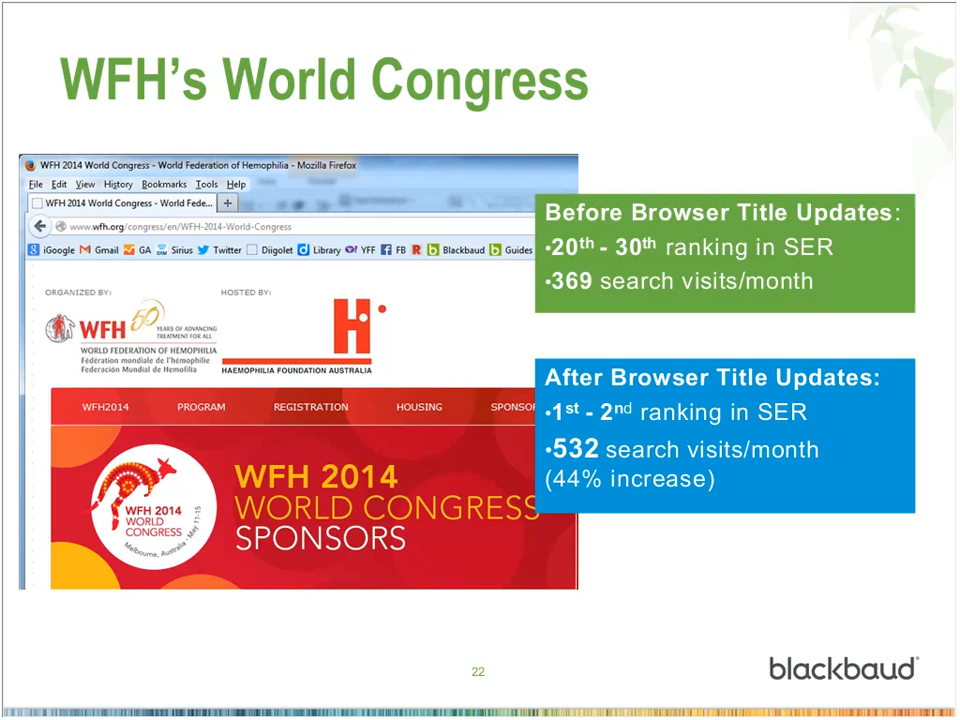 WFH's World Congress
WFH 2014 World Congress - World Federation of Hemophilia - Mozilla Firefox
File Edit View History Bookmarks Tools Help
WFH 2014 World Congress - World Fede... +
www.wfh.org/congress/en/WFH-2014-World-Congress
iGoogle Gmail GA Sirius Twitter Diigolet Library YFF FB Blackbaud Guides
ORGANIZED BY: HOSTED BY:
WFH 50 YEARS OF ADVANCING
TREATMENT FOR ALL
WORLD FEDERATION OF HEMOPHILIA
Fédération mondiale de l'hémophilie
Federación Mundial de Hemofilia
H
HAEMOPHILIA FOUNDATION AUSTRALIA
WFH2014 PROGRAM REGISTRATION HOUSING SPONSOR
WFH 2014
WORLD
CONGRESS
Melbourne, Australia • May 11-15
WFH 2014
WORLD CONGRESS
SPONSORS
Before Browser Title Updates:
•20th - 30th ranking in SER
•369 search visits/month
After Browser Title Updates:
•1st - 2nd ranking in SER
•532 search visits/month
(44% increase)
22
blackbaud®